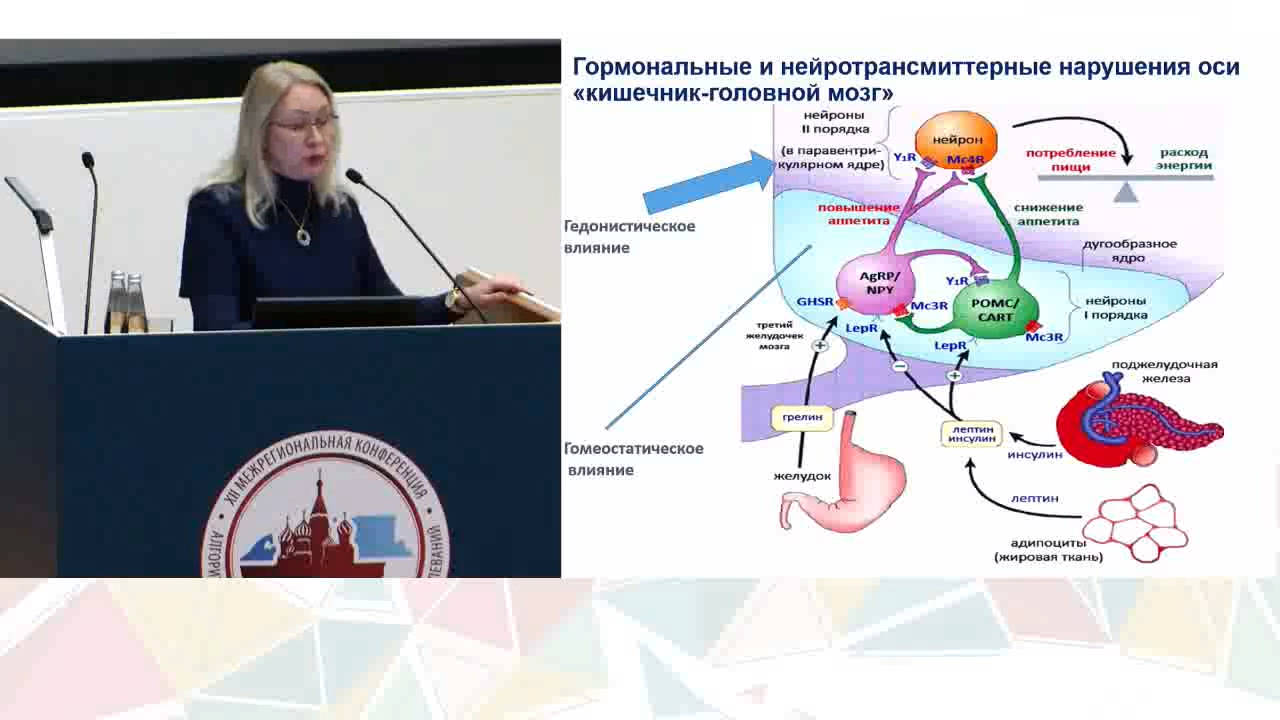 Гормональные и нейротрансмиттерные нарушения оси
«кишечник-головной мозг»
нейроны
II порядка
(в паравентри-
кулярном ядре)
нейрон
Y₁R
Mc4R
потребление
пищи
расход
энергии
Гедонистическое
влияние
повышение
аппетита
снижение
аппетита
дугообразное
ядро
AgRP/
NPY
Y₁R
GHSR
Mc3R
POMC/
CART
нейроны
I порядка
третий
желудочек
мозга
LepR
LepR
Mc3R
+
−
+
поджелудочная
железа
грелин
лептин
инсулин
инсулин
Гомеостатическое
влияние
желудок
лептин
адипоциты
(жировая ткань)
• XII МЕЖРЕГИОНАЛЬНАЯ КОНФЕРЕНЦИЯ •